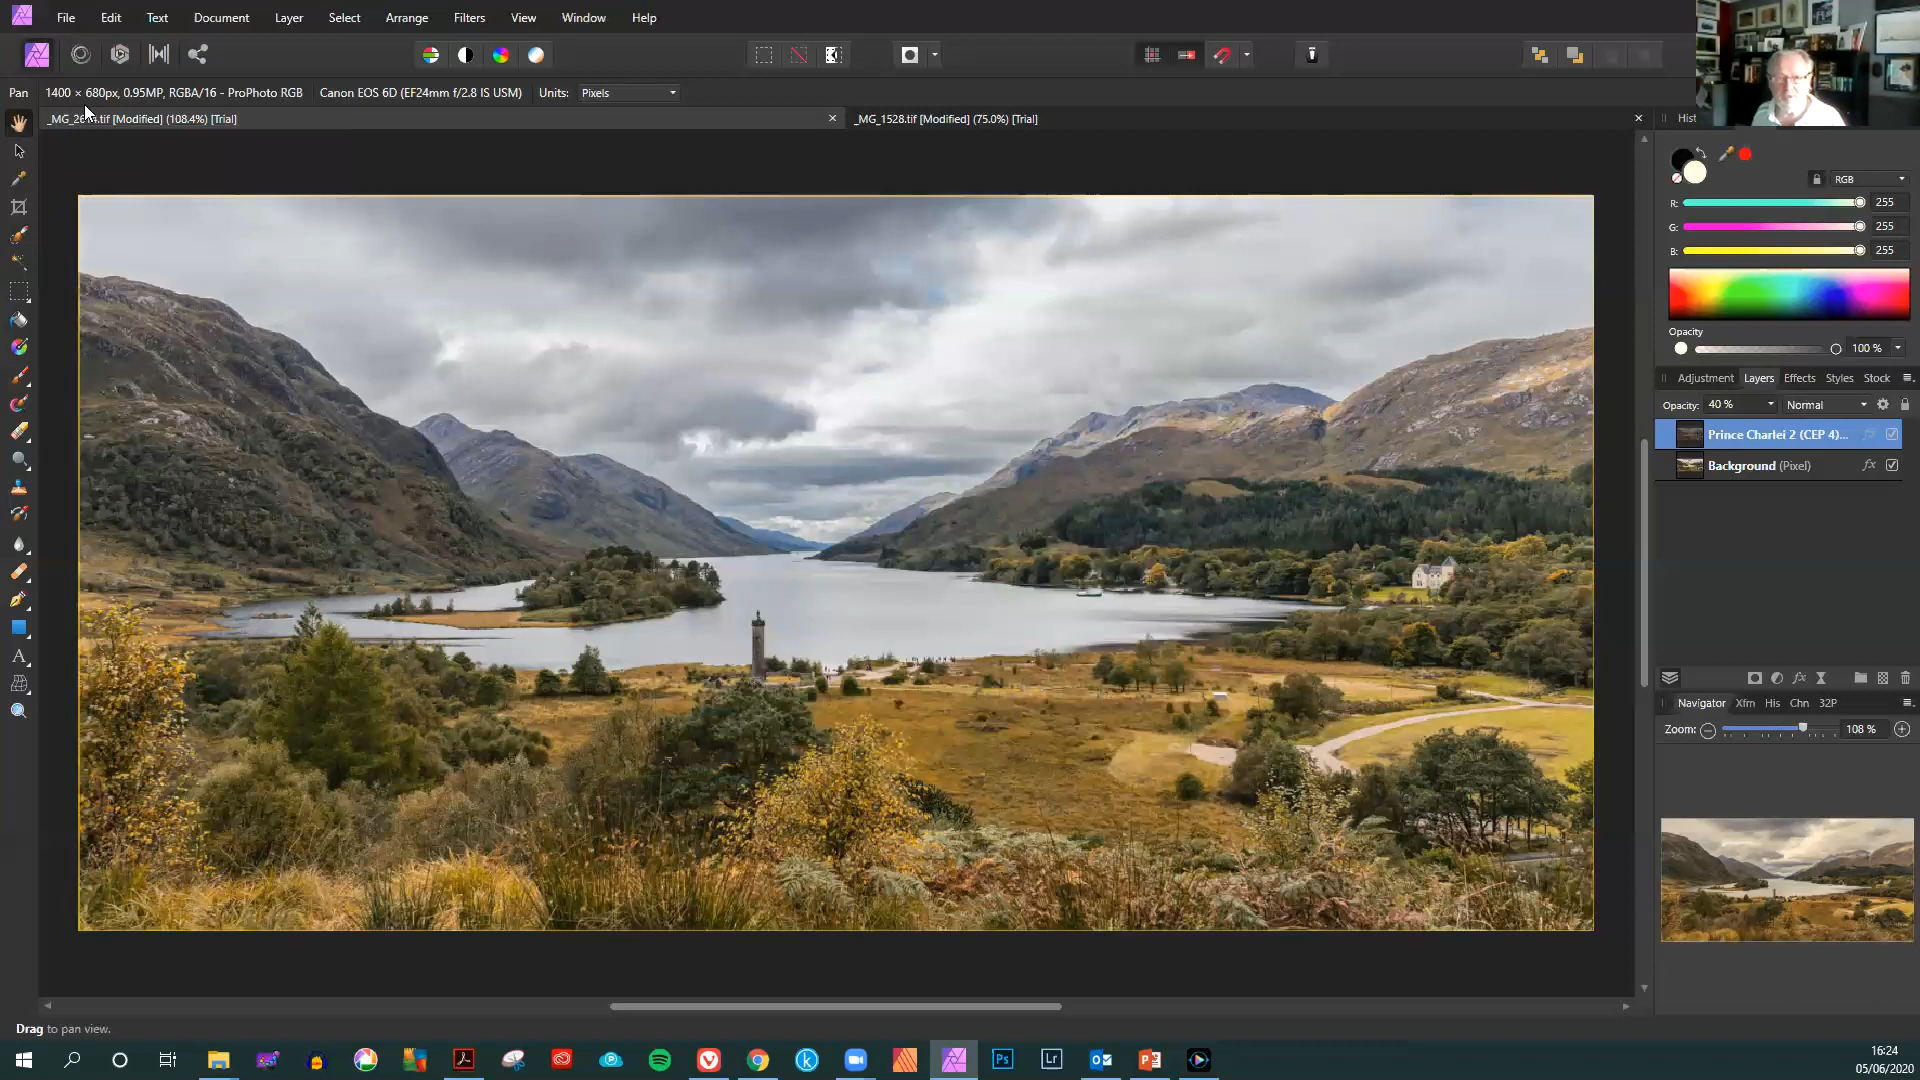 File Edit Text Document Layer Select Arrange Filters View Window Help
Pan 1400 × 680px, 0.95MP, RGBA/16 - ProPhoto RGB Canon EOS 6D (EF24mm f/2.8 IS USM) Units: Pixels
.tif [Modified] (108.4%) [Trial] _MG_1528.tif [Modified] (75.0%) [Trial] Hist
RGB
R: 255
G: 255
B: 255
Opacity
100 %
Adjustment Layers Effects Styles Stock
Opacity: 40 % Normal
Prince Charlei 2 (CEP 4)...
Background (Pixel) fx
fx
Navigator Xfm His Chn 32P
Zoom: 108 %
Drag to pan view.
Ps Lr
16:24
05/06/2020